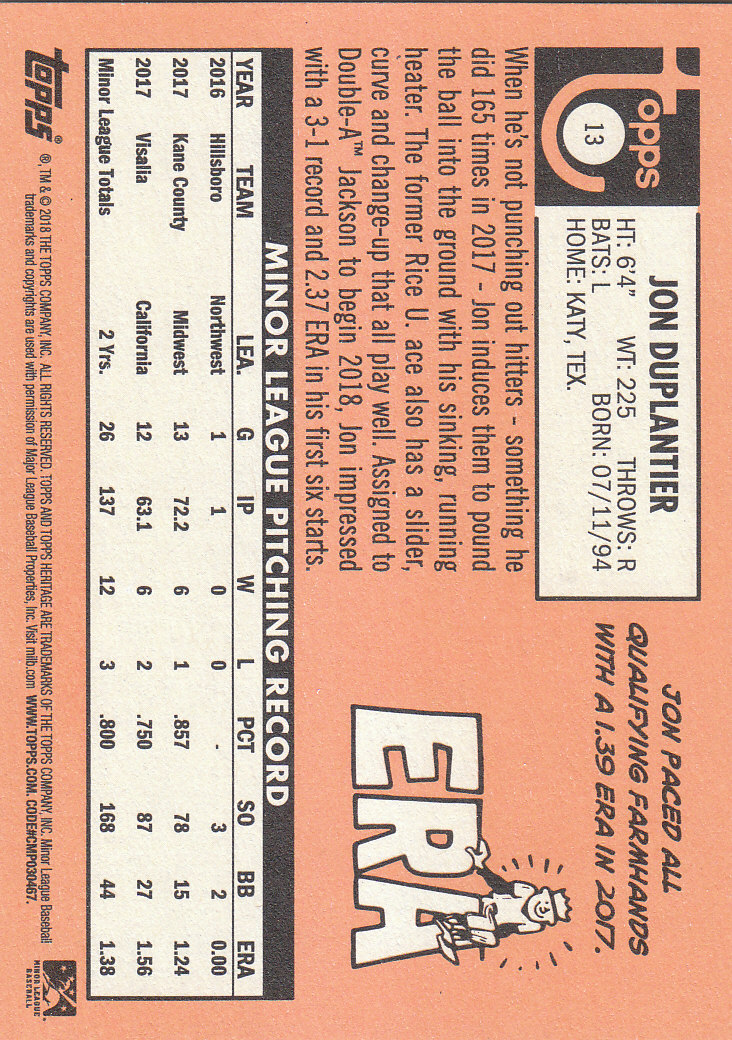 Topps
13
JON DUPLANTIER
HT: 6'4" WT: 225 THROWS: R
BATS: L BORN: 07/11/94
HOME: KATY, TEX.
When he's not punching out hitters - something he
did 165 times in 2017 - Jon induces them to pound
the ball into the ground with his sinking, running
heater. The former Rice U. ace also has a slider,
curve and change-up that all play well. Assigned to
Double-A™ Jackson to begin 2018, Jon impressed
with a 3-1 record and 2.37 ERA in his first six starts.
JON PACED ALL
QUALIFYING FARMHANDS
WITH A 1.39 ERA IN 2017.
ERA
MINOR LEAGUE PITCHING RECORD
YEAR TEAM LEA. G IP W L PCT SO BB ERA
2016 Hillsboro Northwest 1 1 0 0 - 3 2 0.00
2017 Kane County Midwest 13 72.2 6 1 .857 78 15 1.24
2017 Visalia California 12 63.1 6 2 .750 87 27 1.56
Minor League Totals 2 Yrs. 26 137 12 3 .800 168 44 1.38
topps®
®, TM & © 2018 THE TOPPS COMPANY, INC. ALL RIGHTS RESERVED. TOPPS AND TOPPS HERITAGE ARE TRADEMARKS OF THE TOPPS COMPANY, INC. Minor League Baseball
trademarks and copyrights are used with permission of Major League Baseball Properties, Inc. Visit milb.com WWW.TOPPS.COM. CODE#CMP030467.
MINOR LEAGUE
BASEBALL